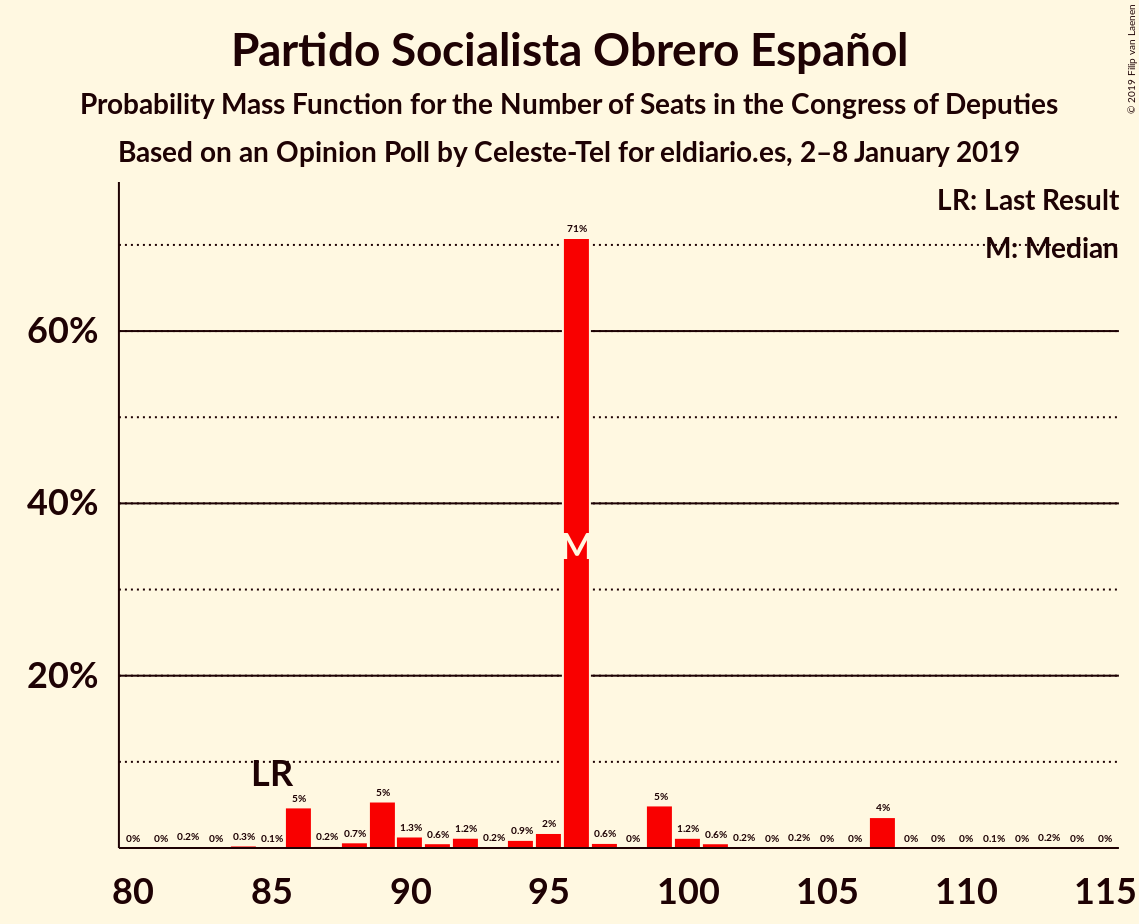 Partido Socialista Obrero Español
Probability Mass Function for the Number of Seats in the Congress of Deputies
Based on an Opinion Poll by Celeste-Tel for eldiario.es, 2–8 January 2019
© 2019 Filip van Laenen
LR: Last Result
M: Median
60%
40%
20%
71%
M
LR
0% 0% 0.2% 0% 0.3% 0.1% 5% 0.2% 0.7% 5% 1.3% 0.6% 1.2% 0.2% 0.9% 2% 0.6% 0% 5% 1.2% 0.6% 0.2% 0% 0.2% 0% 0% 4% 0% 0% 0% 0.1% 0% 0.2% 0% 0%
80 85 90 95 100 105 110 115